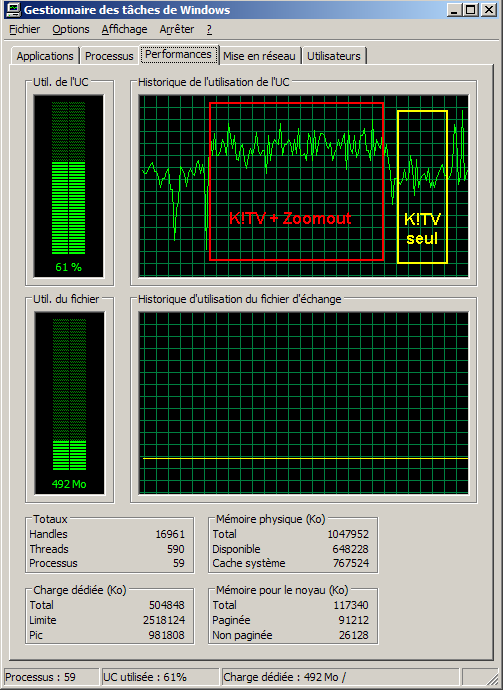 Gestionnaire des tâches de Windows
Fichier Options Affichage Arrêter ?
Applications Processus Performances Mise en réseau Utilisateurs
Util. de l'UC
61 %
Historique de l'utilisation de l'UC
K!TV + Zoomout
K!TV
seul
Util. du fichier
492 Mo
Historique d'utilisation du fichier d'échange
Totaux
Handles 16961
Threads 590
Processus 59
Mémoire physique (Ko)
Total 1047952
Disponible 648228
Cache système 767524
Charge dédiée (Ko)
Total 504848
Limite 2518124
Pic 981808
Mémoire pour le noyau (Ko)
Total 117340
Paginée 91212
Non paginée 26128
Processus : 59 UC utilisée : 61% Charge dédiée : 492 Mo /